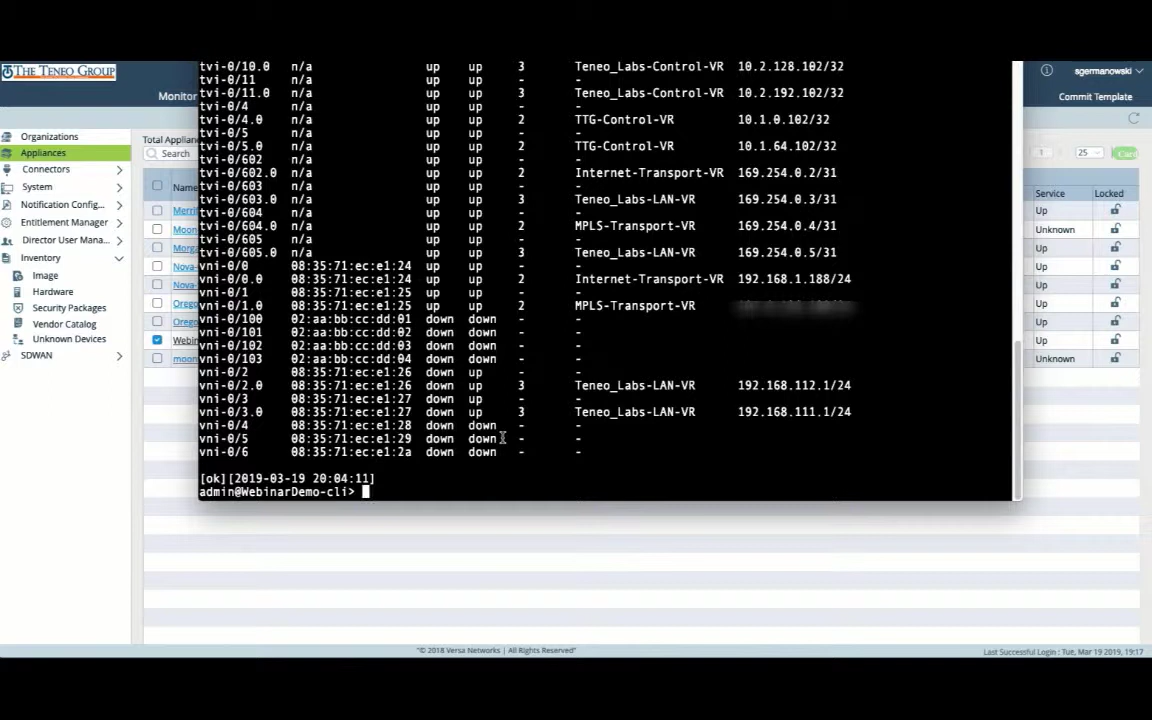 THE TENEO GROUP
Monitor
sgermanowski
Commit Template
Organizations
Appliances
Connectors
System
Notification Config...
Entitlement Manager
Director User Mana...
Inventory
Image
Hardware
Security Packages
Vendor Catalog
Unknown Devices
SDWAN
Search
Merri
Moon
Morg
Nova-
Nova-
Orego
Orego
Webin
moon
tvi-0/10.0 n/a up up 3 Teneo_Labs-Control-VR 10.2.128.102/32
tvi-0/11 n/a up up - -
tvi-0/11.0 n/a up up 3 Teneo_Labs-Control-VR 10.2.192.102/32
tvi-0/4 n/a up up - -
tvi-0/4.0 n/a up up 2 TTG-Control-VR 10.1.0.102/32
tvi-0/5 n/a up up - -
tvi-0/5.0 n/a up up 2 TTG-Control-VR 10.1.64.102/32
tvi-0/602 n/a up up - -
tvi-0/602.0 n/a up up 2 Internet-Transport-VR 169.254.0.2/31
tvi-0/603 n/a up up - -
tvi-0/603.0 n/a up up 3 Teneo_Labs-LAN-VR 169.254.0.3/31
tvi-0/604 n/a up up - -
tvi-0/604.0 n/a up up 2 MPLS-Transport-VR 169.254.0.4/31
tvi-0/605 n/a up up - -
tvi-0/605.0 n/a up up 3 Teneo_Labs-LAN-VR 169.254.0.5/31
vni-0/0 08:35:71:ec:e1:24 up up - -
vni-0/0.0 08:35:71:ec:e1:24 up up 2 Internet-Transport-VR 192.168.1.188/24
vni-0/1 08:35:71:ec:e1:25 up up - -
vni-0/1.0 08:35:71:ec:e1:25 up up 2 MPLS-Transport-VR
vni-0/100 02:aa:bb:cc:dd:01 down down - -
vni-0/101 02:aa:bb:cc:dd:02 down down - -
vni-0/102 02:aa:bb:cc:dd:03 down down - -
vni-0/103 02:aa:bb:cc:dd:04 down down - -
vni-0/2 08:35:71:ec:e1:26 down up - -
vni-0/2.0 08:35:71:ec:e1:26 down up 3 Teneo_Labs-LAN-VR 192.168.112.1/24
vni-0/3 08:35:71:ec:e1:27 down up - -
vni-0/3.0 08:35:71:ec:e1:27 down up 3 Teneo_Labs-LAN-VR 192.168.111.1/24
vni-0/4 08:35:71:ec:e1:28 down down - -
vni-0/5 08:35:71:ec:e1:29 down down - -
vni-0/6 08:35:71:ec:e1:2a down down - -
[ok][2019-03-19 20:04:11]
admin@WebinarDemo-cli>
1 25 Card
Service Locked
Up
Unknown
Up
Up
Up
Up
Up
Up
Unknown
"© 2018 Versa Networks | All Rights Reserved"
Last Successful Login : Tue, Mar 19 2019, 19:17